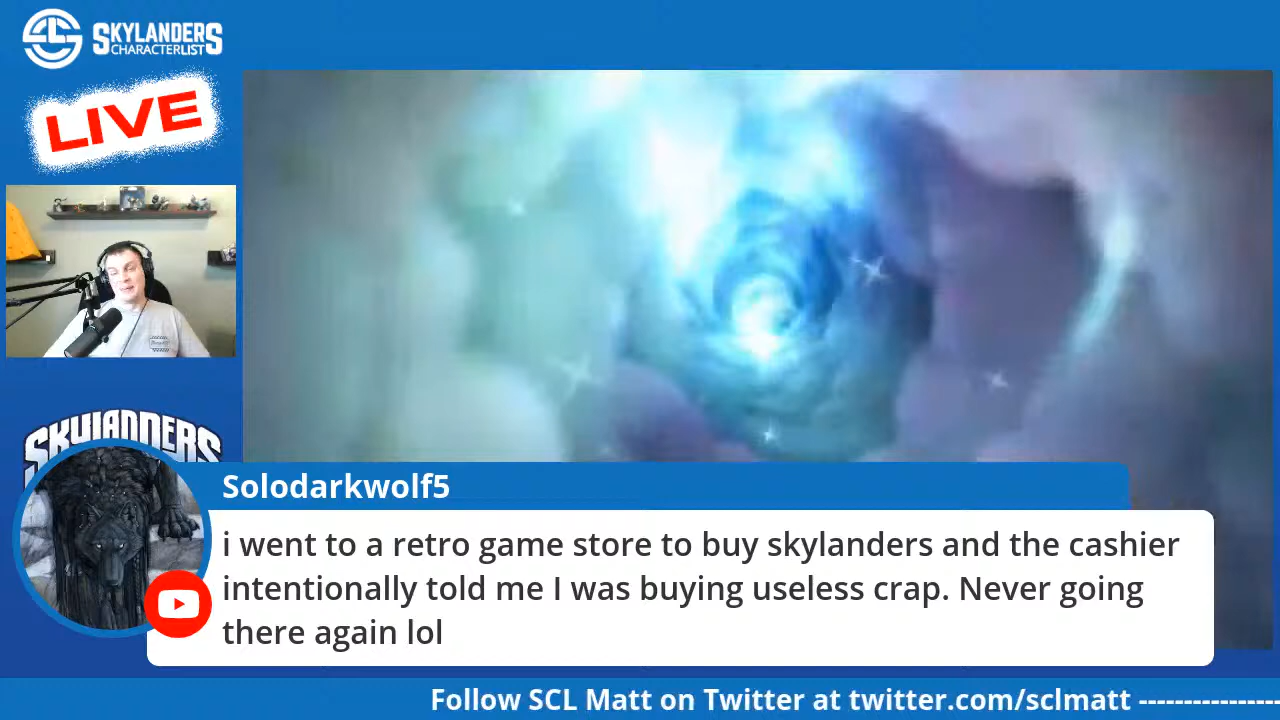 SKYLANDERS
CHARACTERLIST
LIVE
SKYLANDERS
Solodarkwolf5
i went to a retro game store to buy skylanders and the cashier
intentionally told me I was buying useless crap. Never going
there again lol
Follow SCL Matt on Twitter at twitter.com/sclmatt ----------------